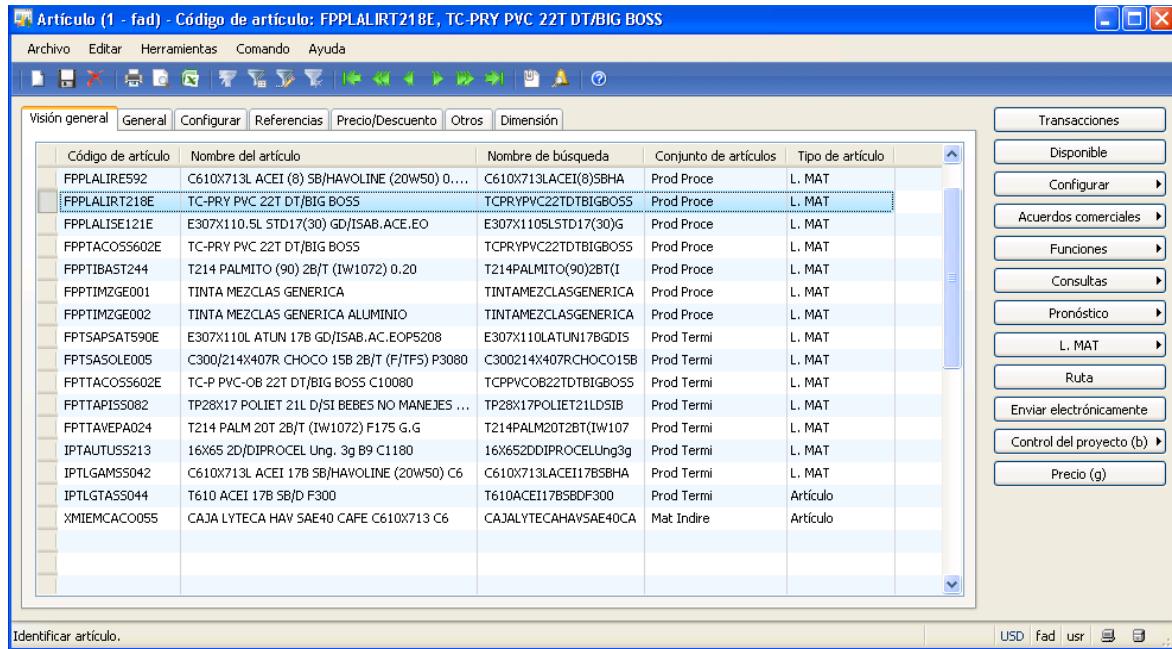 Artículo (1 - fad) - Código de artículo: FPPLALIRT218E, TC-PRY PVC 22T DT/BIG BOSS
Archivo Editar Herramientas Comando Ayuda
Visión general General Configurar Referencias Precio/Descuento Otros Dimensión
Código de artículo Nombre del artículo Nombre de búsqueda Conjunto de artículos Tipo de artículo
FPPLALIRE592 C610X713L ACEI (8) SB/HAVOLINE (20W50) 0.... C610X713LACEI(8)SBHA Prod Proce L. MAT
FPPLALIRT218E TC-PRY PVC 22T DT/BIG BOSS TCPRYPVC22TDTBIGBOSS Prod Proce L. MAT
FPPLALISE121E E307X110.5L STD17(30) GD/ISAB.ACE.EO E307X1105LSTD17(30)G Prod Proce L. MAT
FPPTACOSS602E TC-PRY PVC 22T DT/BIG BOSS TCPRYPVC22TDTBIGBOSS Prod Proce L. MAT
FPPTIBAST244 T214 PALMITO (90) 2B/T (IW1072) 0.20 T214PALMITO(90)2BT(I Prod Proce L. MAT
FPPTIMZGE001 TINTA MEZCLAS GENERICA TINTAMEZCLASGENERICA Prod Proce L. MAT
FPPTIMZGE002 TINTA MEZCLAS GENERICA ALUMINIO TINTAMEZCLASGENERICA Prod Proce L. MAT
FPTSAPSAT590E E307X110L ATUN 17B GD/ISAB.AC.EOP5208 E307X110LATUN17BGDIS Prod Termi L. MAT
FPTSASOLE005 C300/214X407R CHOCO 15B 2B/T (F/TFS) P3080 C300214X407RCHOCO15B Prod Termi L. MAT
FPTTACOSS602E TC-P PVC-OB 22T DT/BIG BOSS C10080 TCPPVCOB22TDTBIGBOSS Prod Termi L. MAT
FPTTAPISS082 TP28X17 POLIET 21L D/SI BEBES NO MANEJES ... TP28X17POLIET21LDSIB Prod Termi L. MAT
FPTTAVEPA024 T214 PALM 20T 2B/T (IW1072) F175 G.G T214PALM20T2BT(IW107 Prod Termi L. MAT
IPTAUTUSS213 16X65 2D/DIPROCEL Ung. 3g B9 C1180 16X652DDIPROCELUng3g Prod Termi L. MAT
IPTLGAMSS042 C610X713L ACEI 17B SB/HAVOLINE (20W50) C6 C610X713LACEI17BSBHA Prod Termi L. MAT
IPTLGTASS044 T610 ACEI 17B SB/D F300 T610ACEI17BSBDF300 Prod Termi Artículo
XMIEMCACO055 CAJA LYTECA HAV SAE40 CAFE C610X713 C6 CAJALYTECAHAVSAE40CA Mat Indire Artículo
Transacciones
Disponible
Configurar
Acuerdos comerciales
Funciones
Consultas
Pronóstico
L. MAT
Ruta
Enviar electrónicamente
Control del proyecto (b)
Precio (g)
Identificar artículo. USD fad usr